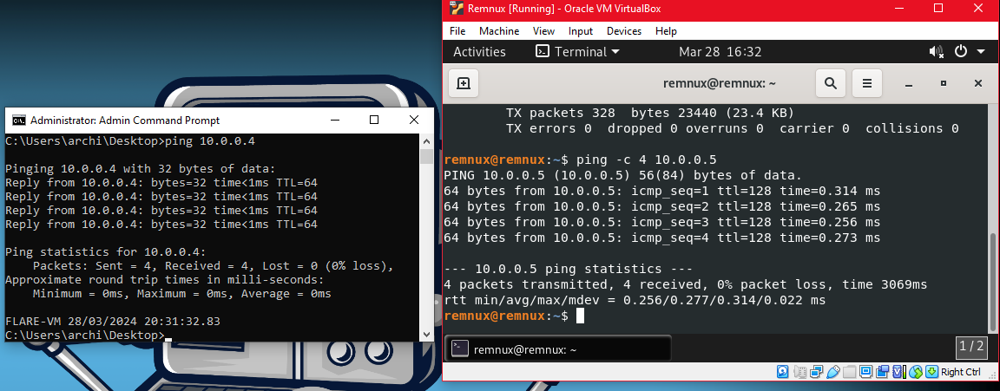 Administrator: Admin Command Prompt
C:\Users\archi\Desktop>ping 10.0.0.4
Pinging 10.0.0.4 with 32 bytes of data:
Reply from 10.0.0.4: bytes=32 time<1ms TTL=64
Reply from 10.0.0.4: bytes=32 time<1ms TTL=64
Reply from 10.0.0.4: bytes=32 time<1ms TTL=64
Reply from 10.0.0.4: bytes=32 time<1ms TTL=64
Ping statistics for 10.0.0.4:
    Packets: Sent = 4, Received = 4, Lost = 0 (0% loss),
Approximate round trip times in milli-seconds:
    Minimum = 0ms, Maximum = 0ms, Average = 0ms
FLARE-VM 28/03/2024 20:31:32.83
C:\Users\archi\Desktop>
Remnux [Running] - Oracle VM VirtualBox
File Machine View Input Devices Help
Activities Terminal Mar 28 16:32
remnux@remnux: ~
        TX packets 328  bytes 23440 (23.4 KB)
        TX errors 0  dropped 0 overruns 0  carrier 0  collisions 0
remnux@remnux:~$ ping -c 4 10.0.0.5
PING 10.0.0.5 (10.0.0.5) 56(84) bytes of data.
64 bytes from 10.0.0.5: icmp_seq=1 ttl=128 time=0.314 ms
64 bytes from 10.0.0.5: icmp_seq=2 ttl=128 time=0.265 ms
64 bytes from 10.0.0.5: icmp_seq=3 ttl=128 time=0.256 ms
64 bytes from 10.0.0.5: icmp_seq=4 ttl=128 time=0.273 ms
--- 10.0.0.5 ping statistics ---
4 packets transmitted, 4 received, 0% packet loss, time 3069ms
rtt min/avg/max/mdev = 0.256/0.277/0.314/0.022 ms
remnux@remnux:~$
remnux@remnux: ~
1 / 2
Right Ctrl